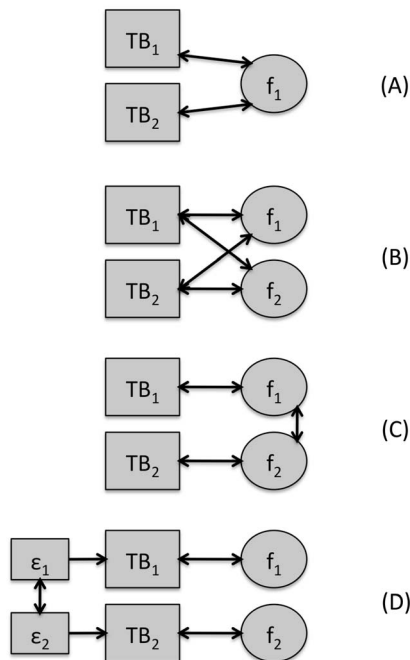 TB₁
f₁
TB₂
(A)
TB₁
f₁
(B)
TB₂
f₂
TB₁
f₁
(C)
TB₂
f₂
ε₁
TB₁
f₁
(D)
ε₂
TB₂
f₂